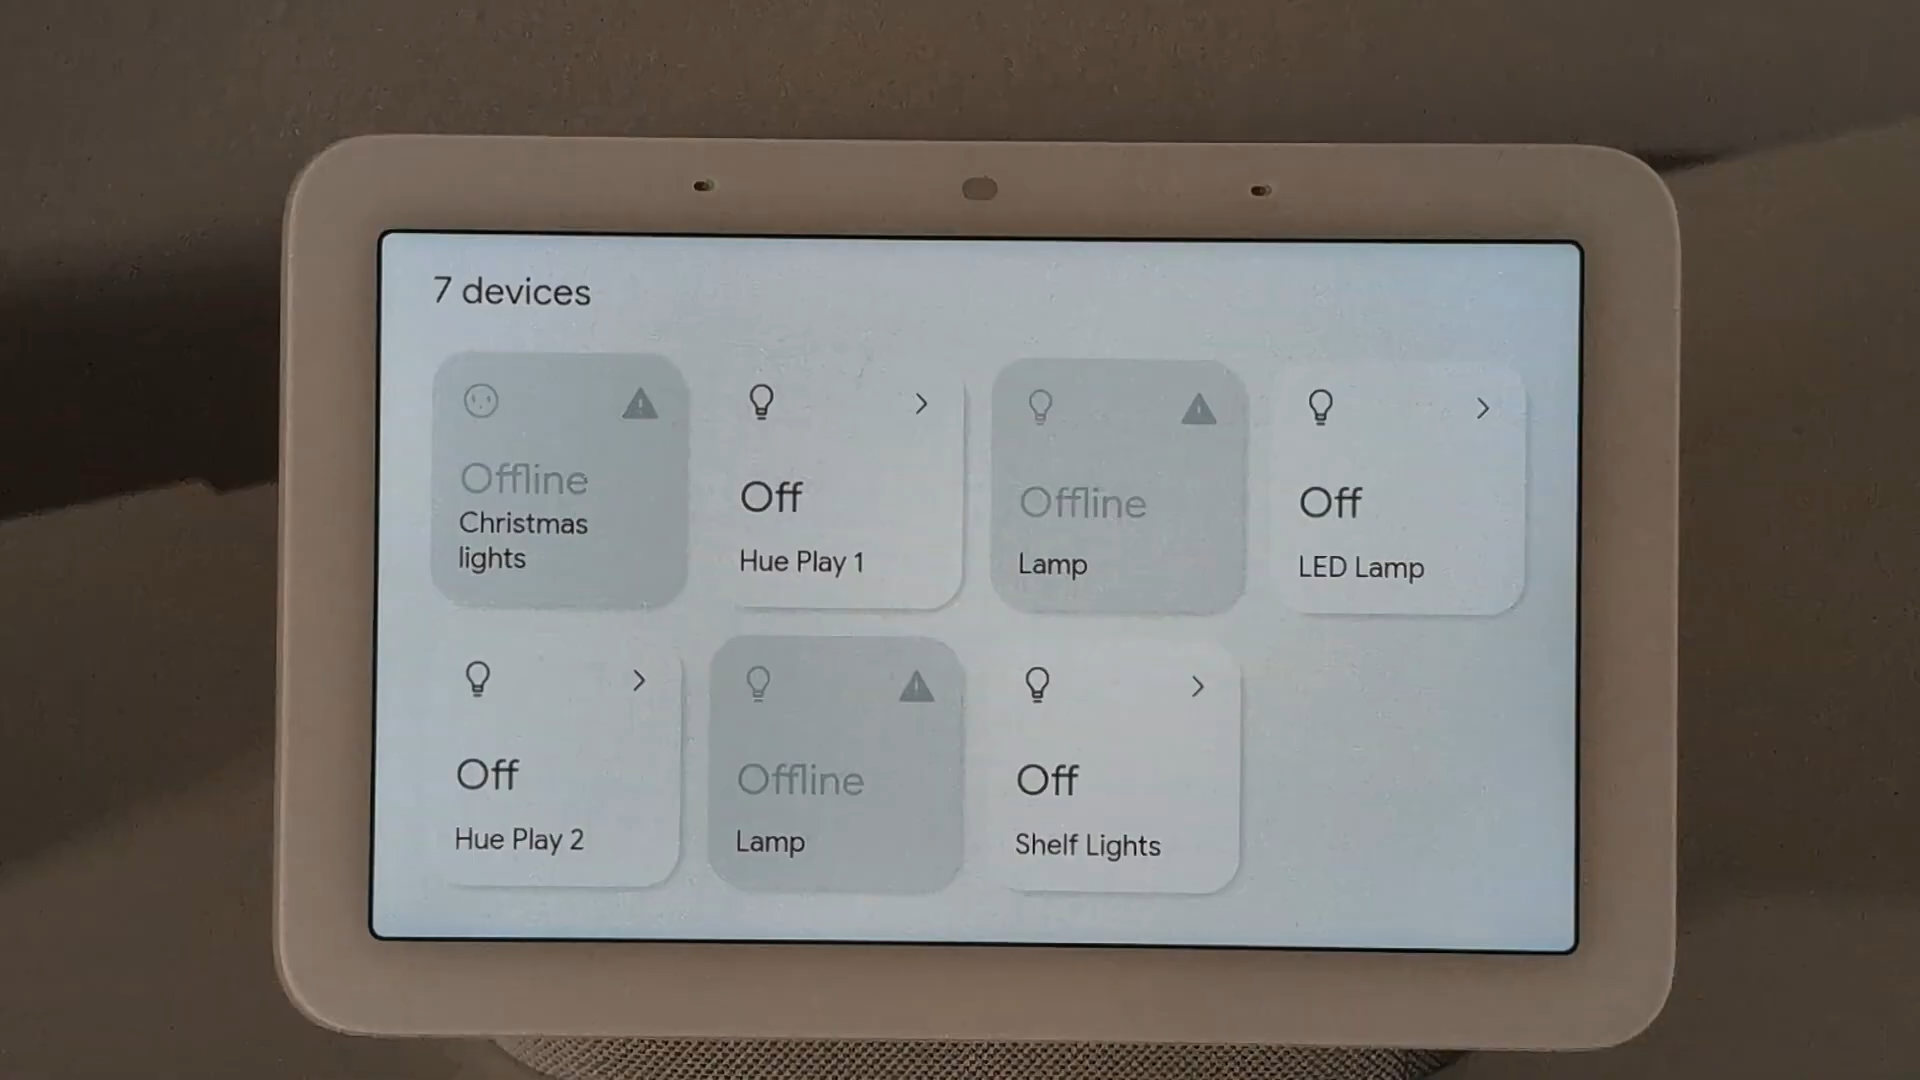 7 devices
Offline
Christmas
lights
Off
Hue Play 1
Offline
Lamp
Off
LED Lamp
Off
Hue Play 2
Offline
Lamp
Off
Shelf Lights